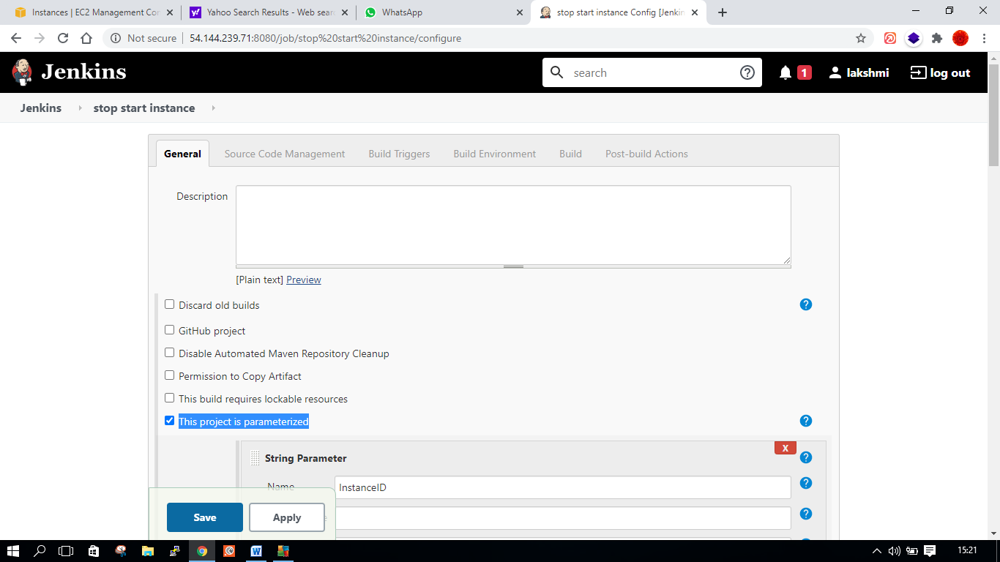 Instances | EC2 Management Con
Yahoo Search Results - Web sear
WhatsApp
stop start instance Config [Jenkin
Not secure
54.144.239.71:8080/job/stop%20start%20instance/configure
Jenkins
search
1
lakshmi
log out
Jenkins
stop start instance
General
Source Code Management
Build Triggers
Build Environment
Build
Post-build Actions
Description
[Plain text] Preview
Discard old builds
GitHub project
Disable Automated Maven Repository Cleanup
Permission to Copy Artifact
This build requires lockable resources
This project is parameterized
X
String Parameter
Name
InstanceID
Save
Apply
15:21